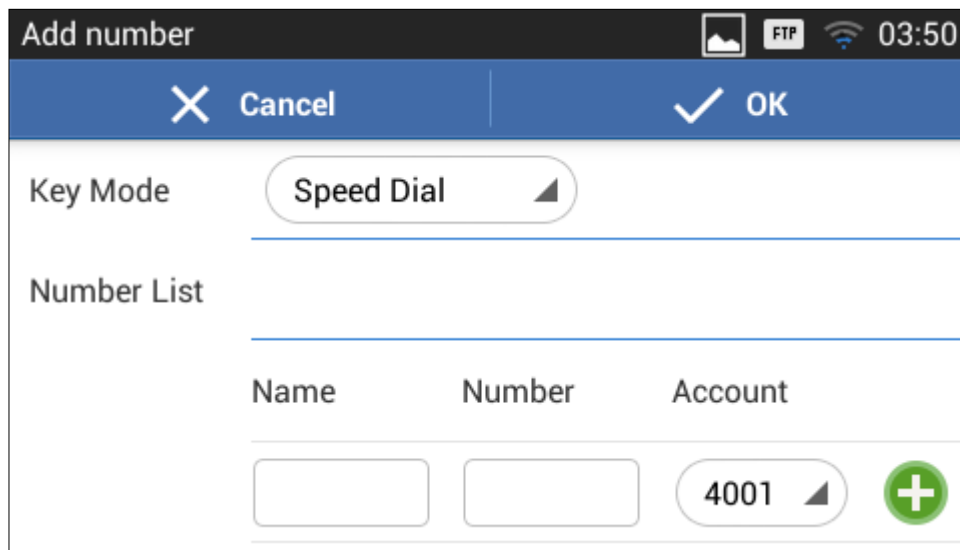 Add number FTP 03:50
Cancel OK
Key Mode Speed Dial
Number List
Name Number Account
4001